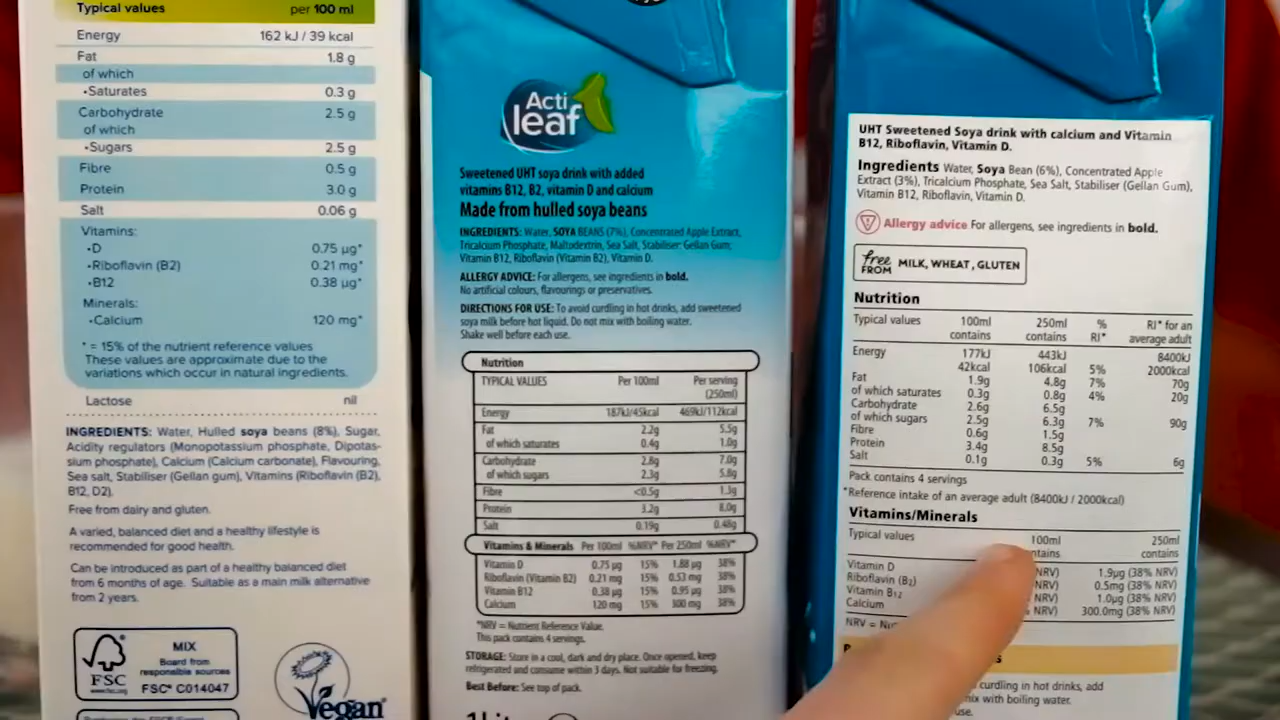 Typical values per 100 ml
Energy 162 kJ / 39 kcal
Fat 1.8 g
of which
•Saturates 0.3 g
Carbohydrate 2.5 g
of which
•Sugars 2.5 g
Fibre 0.5 g
Protein 3.0 g
Salt 0.06 g
Vitamins:
•D 0.75 µg*
•Riboflavin (B2) 0.21 mg*
•B12 0.38 µg*
Minerals:
•Calcium 120 mg*
* = 15% of the nutrient reference values
These values are approximate due to the
variations which occur in natural ingredients.
Lactose nil
INGREDIENTS: Water, Hulled soya beans (8%), Sugar,
Acidity regulators (Monopotassium phosphate, Dipotas-
sium phosphate), Calcium (Calcium carbonate), Flavouring,
Sea salt, Stabiliser (Gellan gum), Vitamins (Riboflavin (B2),
B12, D2).
Free from dairy and gluten.
A varied, balanced diet and a healthy lifestyle is
recommended for good health.
Can be introduced as part of a healthy balanced diet
from 6 months of age. Suitable as a main milk alternative
from 2 years.
FSC
www.fsc.org
MIX
Board from
responsible sources
FSC® C014047
Vegan
Acti
leaf
Sweetened UHT soya drink with added
vitamins B12, B2, vitamin D and calcium
Made from hulled soya beans
INGREDIENTS: Water, SOYA BEANS (7%), Concentrated Apple Extract,
Tricalcium Phosphate, Maltodextrin, Sea Salt, Stabiliser: Gellan Gum;
Vitamin B12, Riboflavin (Vitamin B2), Vitamin D.
ALLERGY ADVICE: For allergens, see ingredients in bold.
No artificial colours, flavourings or preservatives.
DIRECTIONS FOR USE: To avoid curdling in hot drinks, add sweetened
soya milk before hot liquid. Do not mix with boiling water.
Shake well before each use.
Nutrition
TYPICAL VALUES Per 100ml Per serving
(250ml)
Energy 187kJ/45kcal 469kJ/112kcal
Fat 2.2g 5.5g
of which saturates 0.4g 1.0g
Carbohydrate 2.8g 7.0g
of which sugars 2.3g 5.8g
Fibre <0.5g 1.3g
Protein 3.2g 8.0g
Salt 0.19g 0.48g
Vitamins & Minerals Per 100ml %NRV* Per 250ml %NRV*
Vitamin D 0.75 µg 15% 1.88 µg 38%
Riboflavin (Vitamin B2) 0.21 mg 15% 0.53 mg 38%
Vitamin B12 0.38 µg 15% 0.95 µg 38%
Calcium 120 mg 15% 300 mg 38%
*NRV = Nutrient Reference Value.
This pack contains 4 servings.
STORAGE: Store in a cool, dark and dry place. Once opened, keep
refrigerated and consume within 3 days. Not suitable for freezing.
Best Before: See top of pack.
UHT Sweetened Soya drink with calcium and Vitamin
B12, Riboflavin, Vitamin D.
Ingredients Water, Soya Bean (6%), Concentrated Apple
Extract (3%), Tricalcium Phosphate, Sea Salt, Stabiliser (Gellan Gum),
Vitamin B12, Riboflavin, Vitamin D.
Allergy advice For allergens, see ingredients in bold.
free FROM MILK, WHEAT, GLUTEN
Nutrition
Typical values 100ml contains 250ml contains % RI* RI* for an average adult
Energy 177kJ 443kJ 8400kJ
42kcal 106kcal 5% 2000kcal
Fat 1.9g 4.8g 7% 70g
of which saturates 0.3g 0.8g 4% 20g
Carbohydrate 2.6g 6.5g
of which sugars 2.5g 6.3g 7% 90g
Fibre 0.6g 1.5g
Protein 3.4g 8.5g
Salt 0.1g 0.3g 5% 6g
Pack contains 4 servings
*Reference intake of an average adult (8400kJ / 2000kcal)
Vitamins/Minerals
Typical values 100ml 250ml
contains
Vitamin D NRV) 1.9µg (38% NRV)
Riboflavin (B2) NRV) 0.5mg (38% NRV)
Vitamin B12 NRV) 1.0µg (38% NRV)
Calcium NRV) 300.0mg (38% NRV)
NRV =
curdling in hot drinks, add
with boiling water.
use.